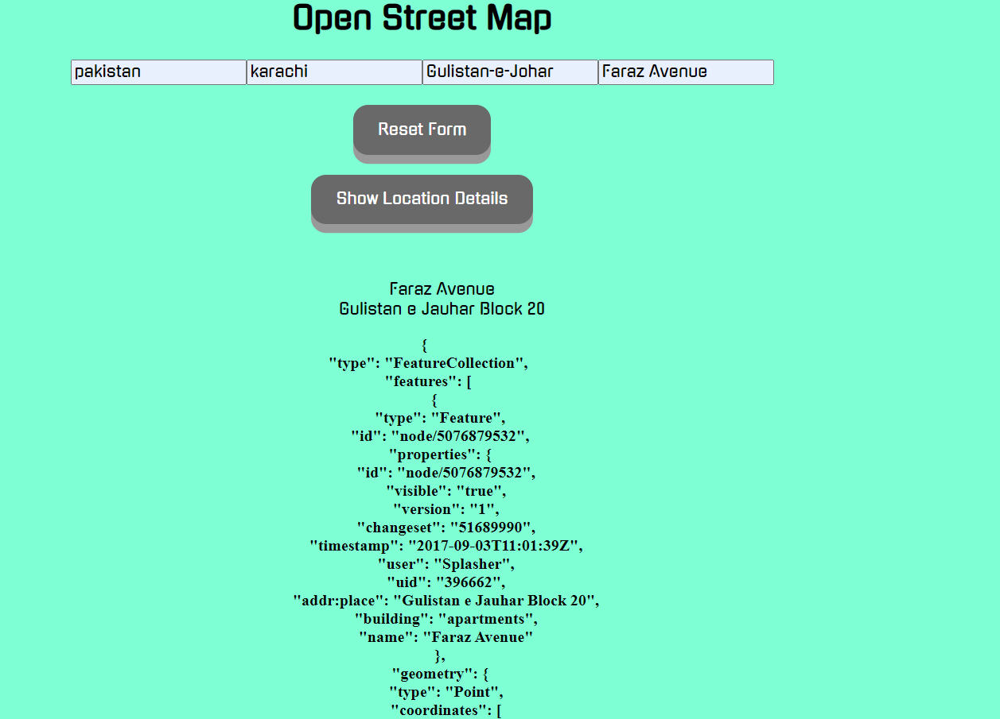 Open Street Map
pakistan karachi Gulistan-e-Johar Faraz Avenue
Reset Form
Show Location Details
Faraz Avenue
Gulistan e Jauhar Block 20
{
"type": "FeatureCollection",
"features": [
{
"type": "Feature",
"id": "node/5076879532",
"properties": {
"id": "node/5076879532",
"visible": "true",
"version": "1",
"changeset": "51689990",
"timestamp": "2017-09-03T11:01:39Z",
"user": "Splasher",
"uid": "396662",
"addr:place": "Gulistan e Jauhar Block 20",
"building": "apartments",
"name": "Faraz Avenue"
},
"geometry": {
"type": "Point",
"coordinates": [